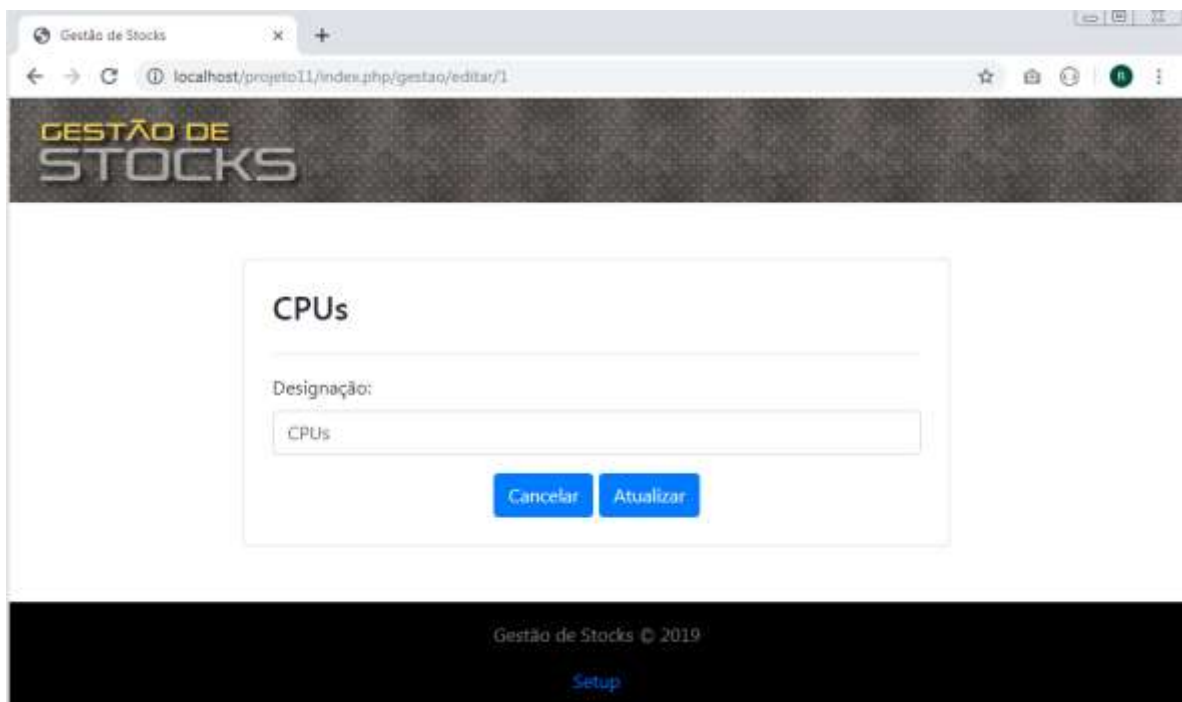 Gestão de Stocks
localhost/projeto11/index.php/gestao/editar/1
GESTÃO DE
STOCKS
CPUs
Designação:
CPUs
Cancelar Atualizar
Gestão de Stocks © 2019
Setup